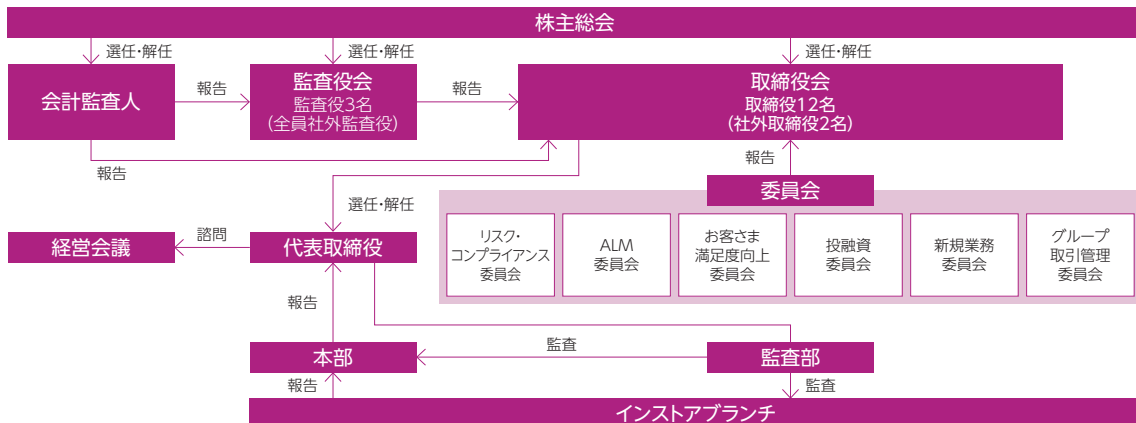 株主総会
選任・解任
選任・解任
選任・解任
会計監査人
報告
監査役会
監査役3名
(全員社外監査役)
報告
取締役会
取締役12名
(社外取締役2名)
報告
報告
委員会
選任・解任
経営会議
諮問
代表取締役
リスク・
コンプライアンス
委員会
ALM
委員会
お客さま
満足度向上
委員会
投融資
委員会
新規業務
委員会
グループ
取引管理
委員会
報告
本部
監査
監査部
報告
監査
インストアブランチ